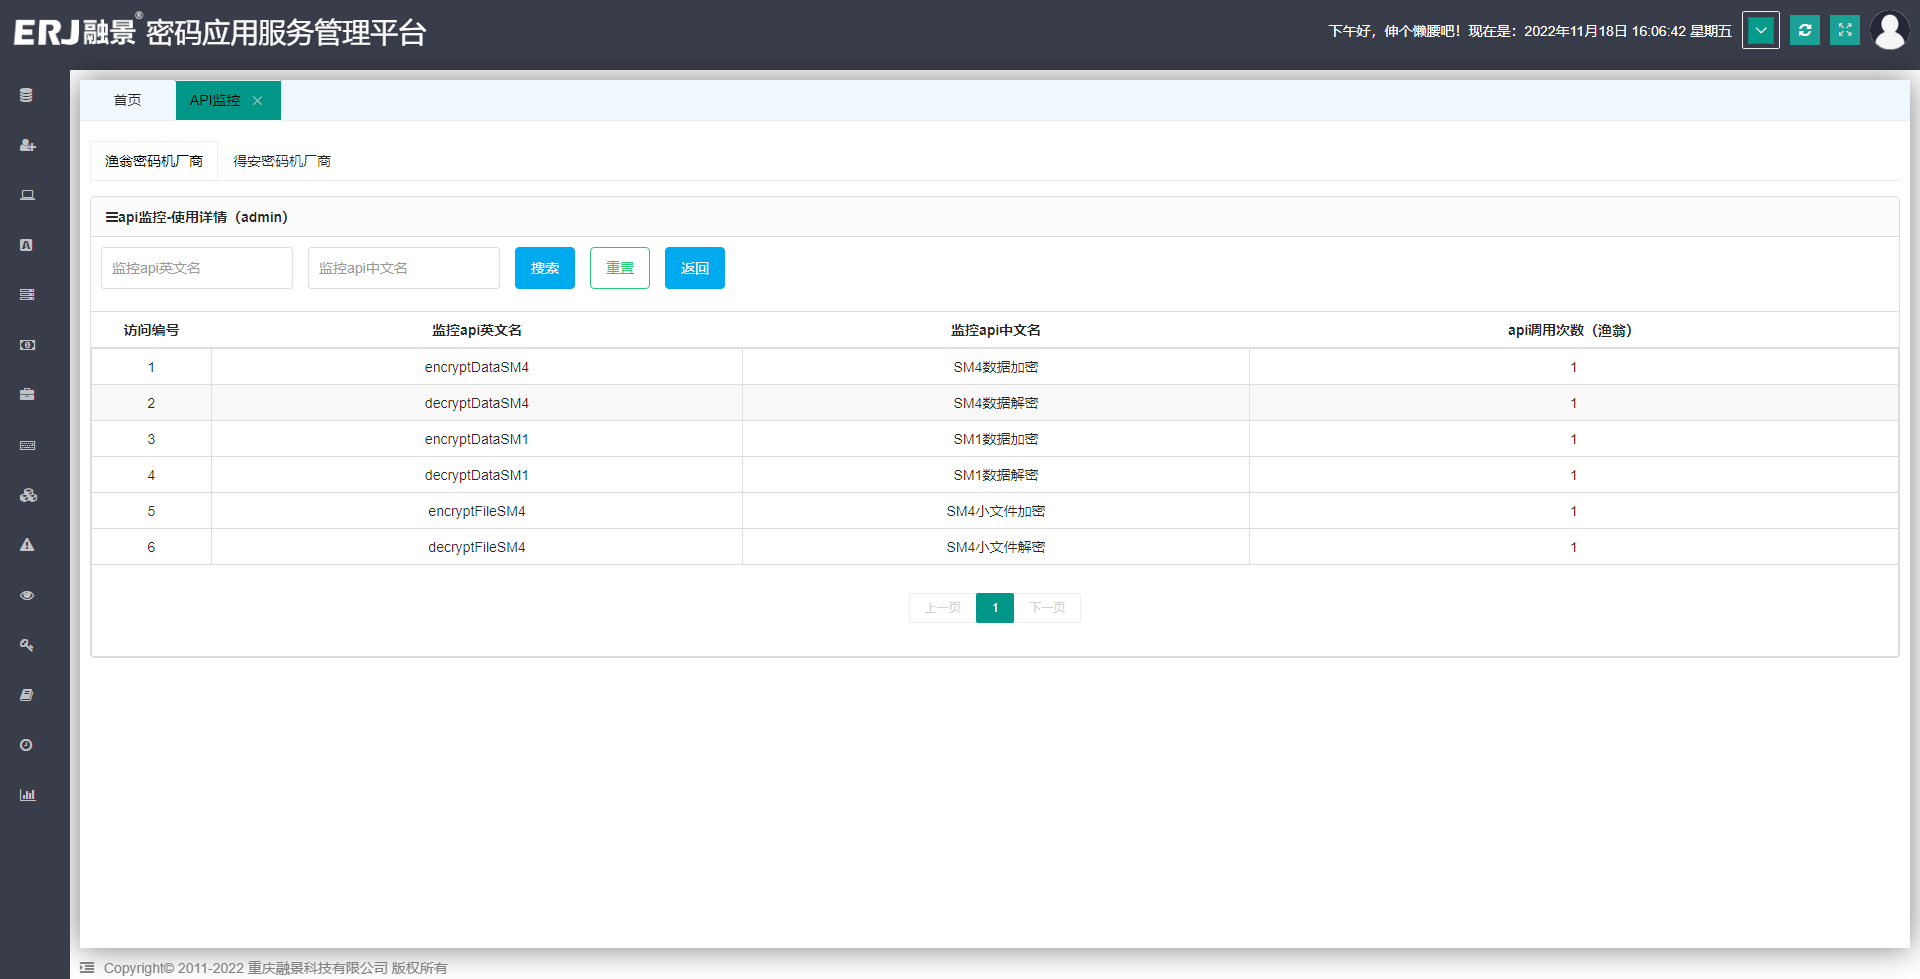 ERJ融景® 密码应用服务管理平台
下午好，伸个懒腰吧！现在是：2022年11月18日 16:06:42 星期五
首页 API监控
渔翁密码机厂商 得安密码机厂商
api监控-使用详情（admin）
监控api英文名 监控api中文名 搜索 重置 返回
访问编号 监控api英文名 监控api中文名 api调用次数（渔翁）
1 encryptDataSM4 SM4数据加密 1
2 decryptDataSM4 SM4数据解密 1
3 encryptDataSM1 SM1数据加密 1
4 decryptDataSM1 SM1数据解密 1
5 encryptFileSM4 SM4小文件加密 1
6 decryptFileSM4 SM4小文件解密 1
上一页 1 下一页
Copyright© 2011-2022 重庆融景科技有限公司 版权所有